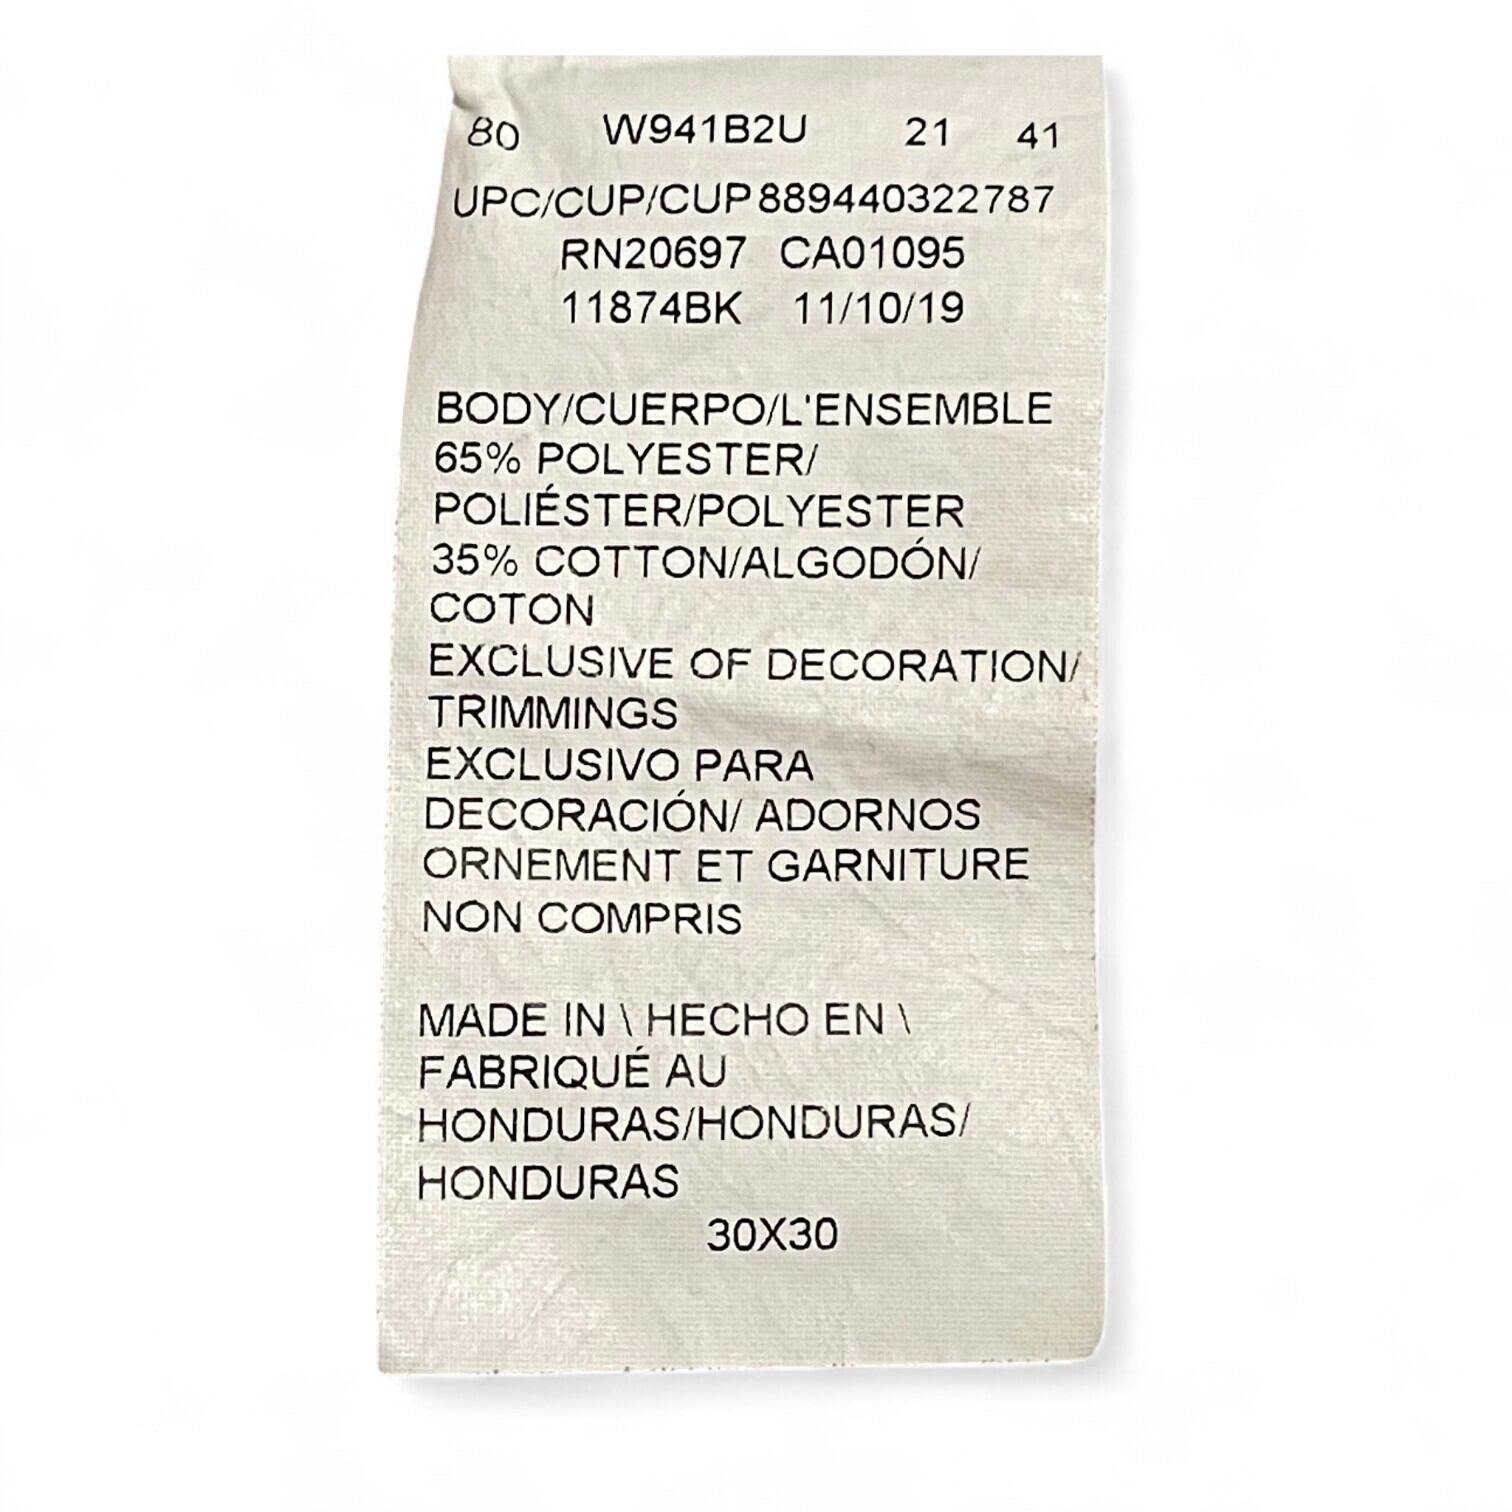 80 W941B2U 21 41
UPC/CUP/CUP 889440322787
RN20697 CA01095
11874BK 11/10/19
BODY/CUERPO/L'ENSEMBLE
65% POLYESTER/
POLIÉSTER/POLYESTER
35% COTTON/ALGODÓN/
COTON
EXCLUSIVE OF DECORATION/
TRIMMINGS
EXCLUSIVO PARA
DECORACIÓN/ ADORNOS
ORNEMENT ET GARNITURE
NON COMPRIS
MADE IN \ HECHO EN \
FABRIQUÉ AU
HONDURAS/HONDURAS/
HONDURAS
30X30